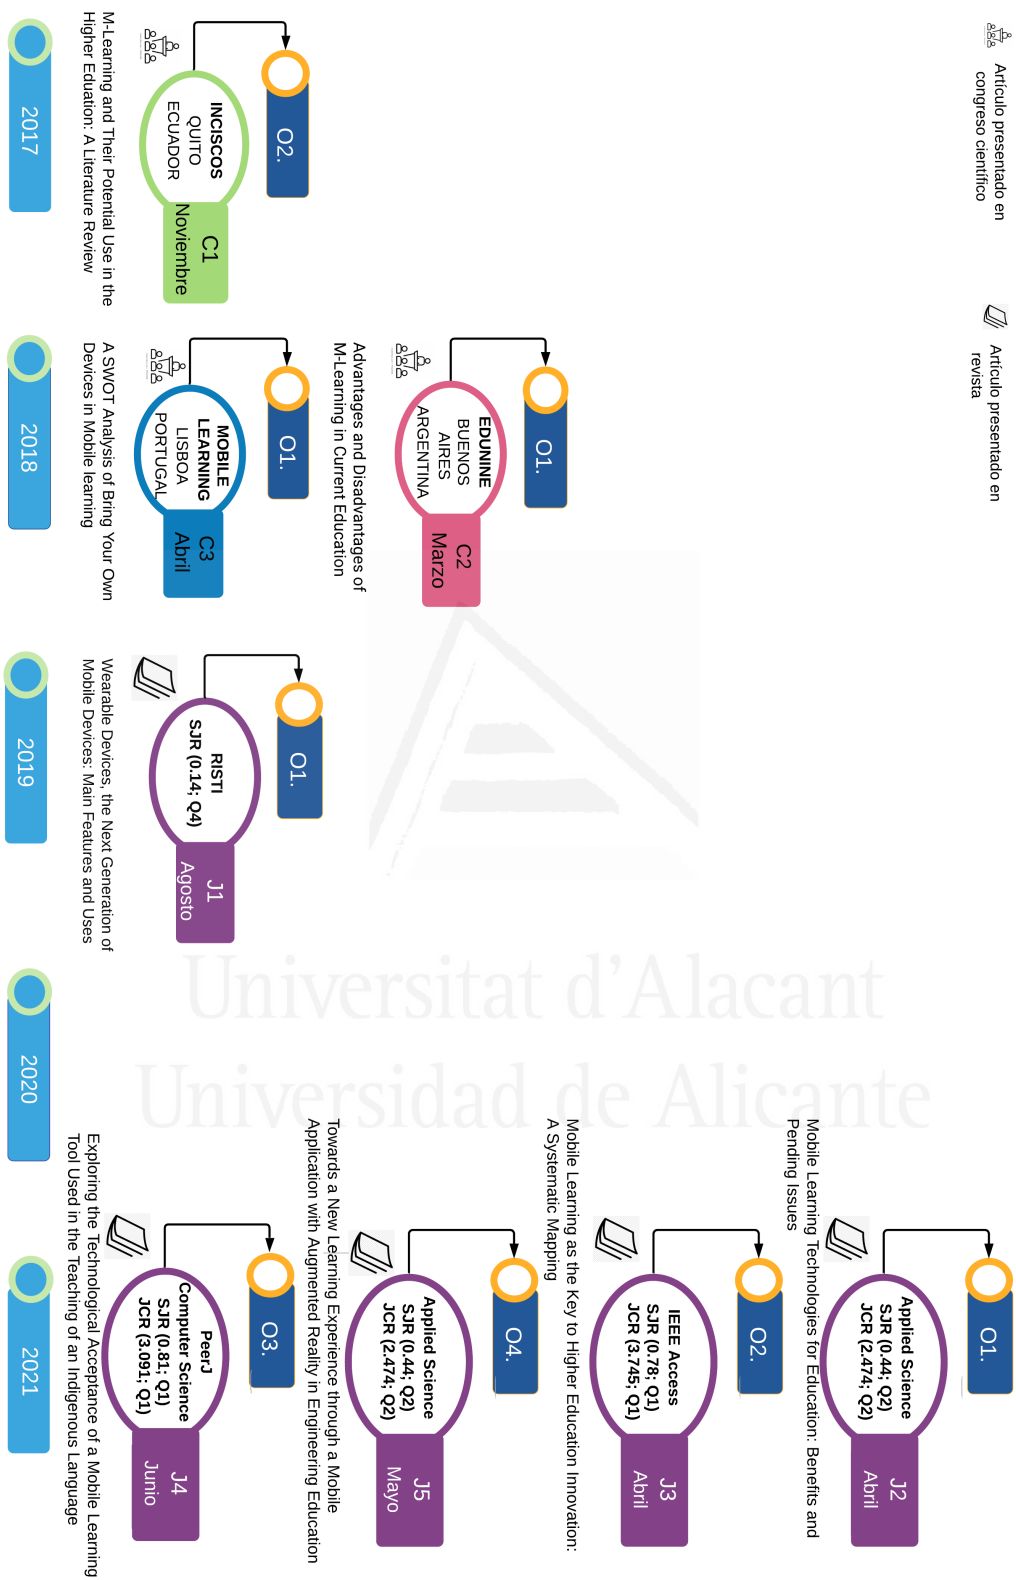 Artículo presentado en
congreso científico
Artículo presentado en
revista
O2.
INCISCOS
QUITO
ECUADOR
C1
Noviembre
M-Learning and Their Potential Use in the
Higher Eduation: A Literature Review
2017
O1.
EDUNINE
BUENOS
AIRES
ARGENTINA
C2
Marzo
Advantages and Disadvantages of
M-Learning in Current Education
O1.
MOBILE
LEARNING
LISBOA
PORTUGAL
C3
Abril
A SWOT Analysis of Bring Your Own
Devices in Mobile learning
2018
O1.
RISTI
SJR (0.14; Q4)
J1
Agosto
Wearable Devices, the Next Generation of
Mobile Devices: Main Features and Uses
2019
2020
O1.
Applied Science
SJR (0.44; Q2)
JCR (2.474; Q2)
J2
Abril
Mobile Learning Technologies for Education: Benefits and
Pending Issues
O2.
IEEE Access
SJR (0.78; Q1)
JCR (3.745; Q1)
J3
Abril
Mobile Learning as the Key to Higher Education Innovation:
A Systematic Mapping
O4.
Applied Science
SJR (0.44; Q2)
JCR (2.474; Q2)
J5
Mayo
Towards a New Learning Experience through a Mobile
Application with Augmented Reality in Engineering Education
O3.
PeerJ
Computer Science
SJR (0.81; Q1)
JCR (3.091; Q1)
J4
Junio
Exploring the Technological Acceptance of a Mobile Learning
Tool Used in the Teaching of an Indigenous Language
2021
Universitat d'Alacant
Universidad de Alicante